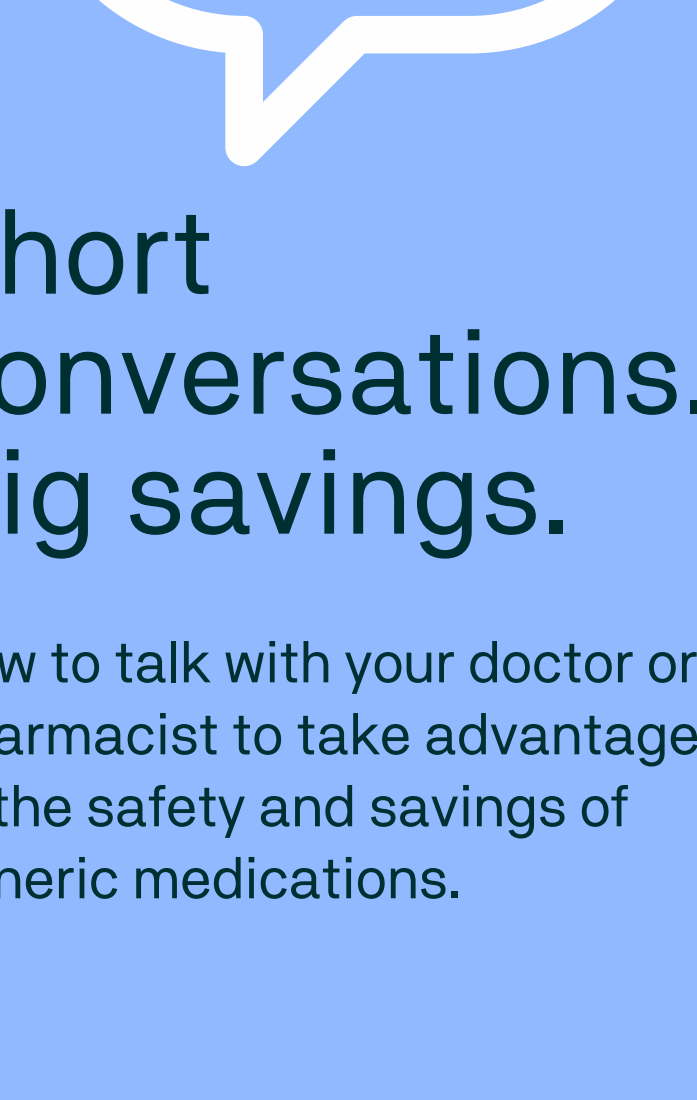 hort
onversations.
ig savings.
w to talk with your doctor or
armacist to take advantage
the safety and savings of
neric medications.